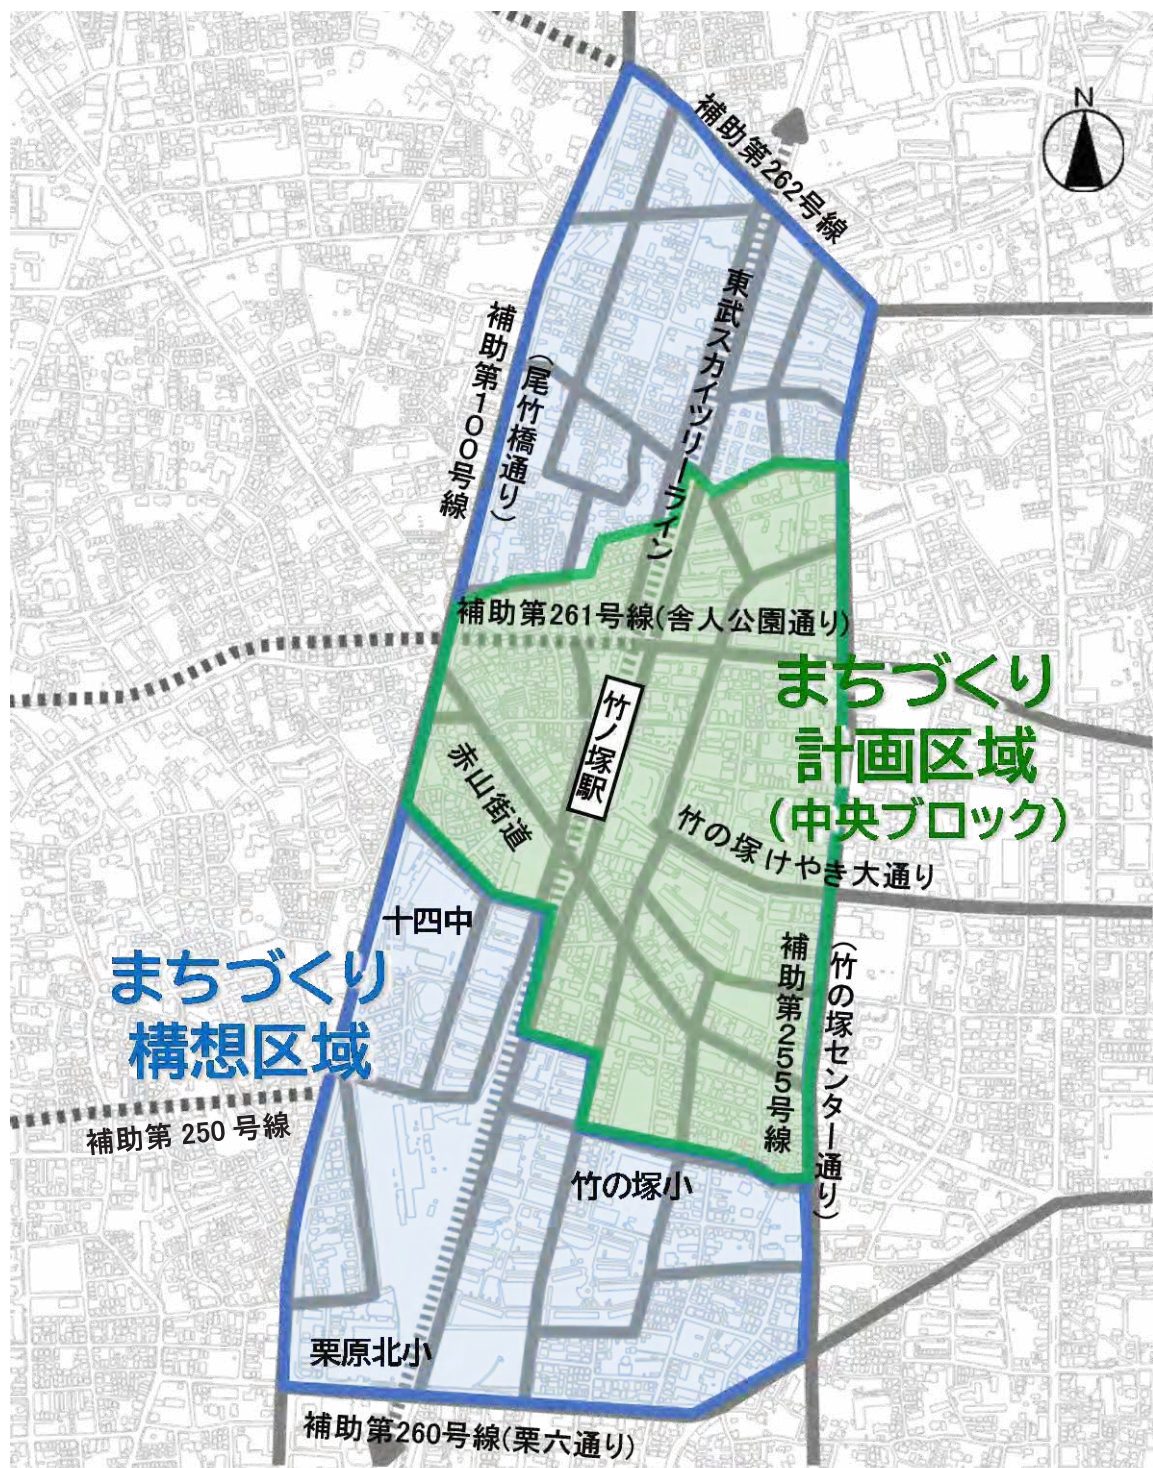 N
補助第262号線
東武スカイツリーライン
補助第100号線
(尾竹橋通り)
補助第261号線(舎人公園通り)
まちづくり
計画区域
(中央ブロック)
竹ノ塚駅
赤山街道
竹の塚けやき大通り
十四中
まちづくり
構想区域
補助第255号線
(竹の塚センター通り)
補助第250号線
竹の塚小
栗原北小
補助第260号線(栗六通り)